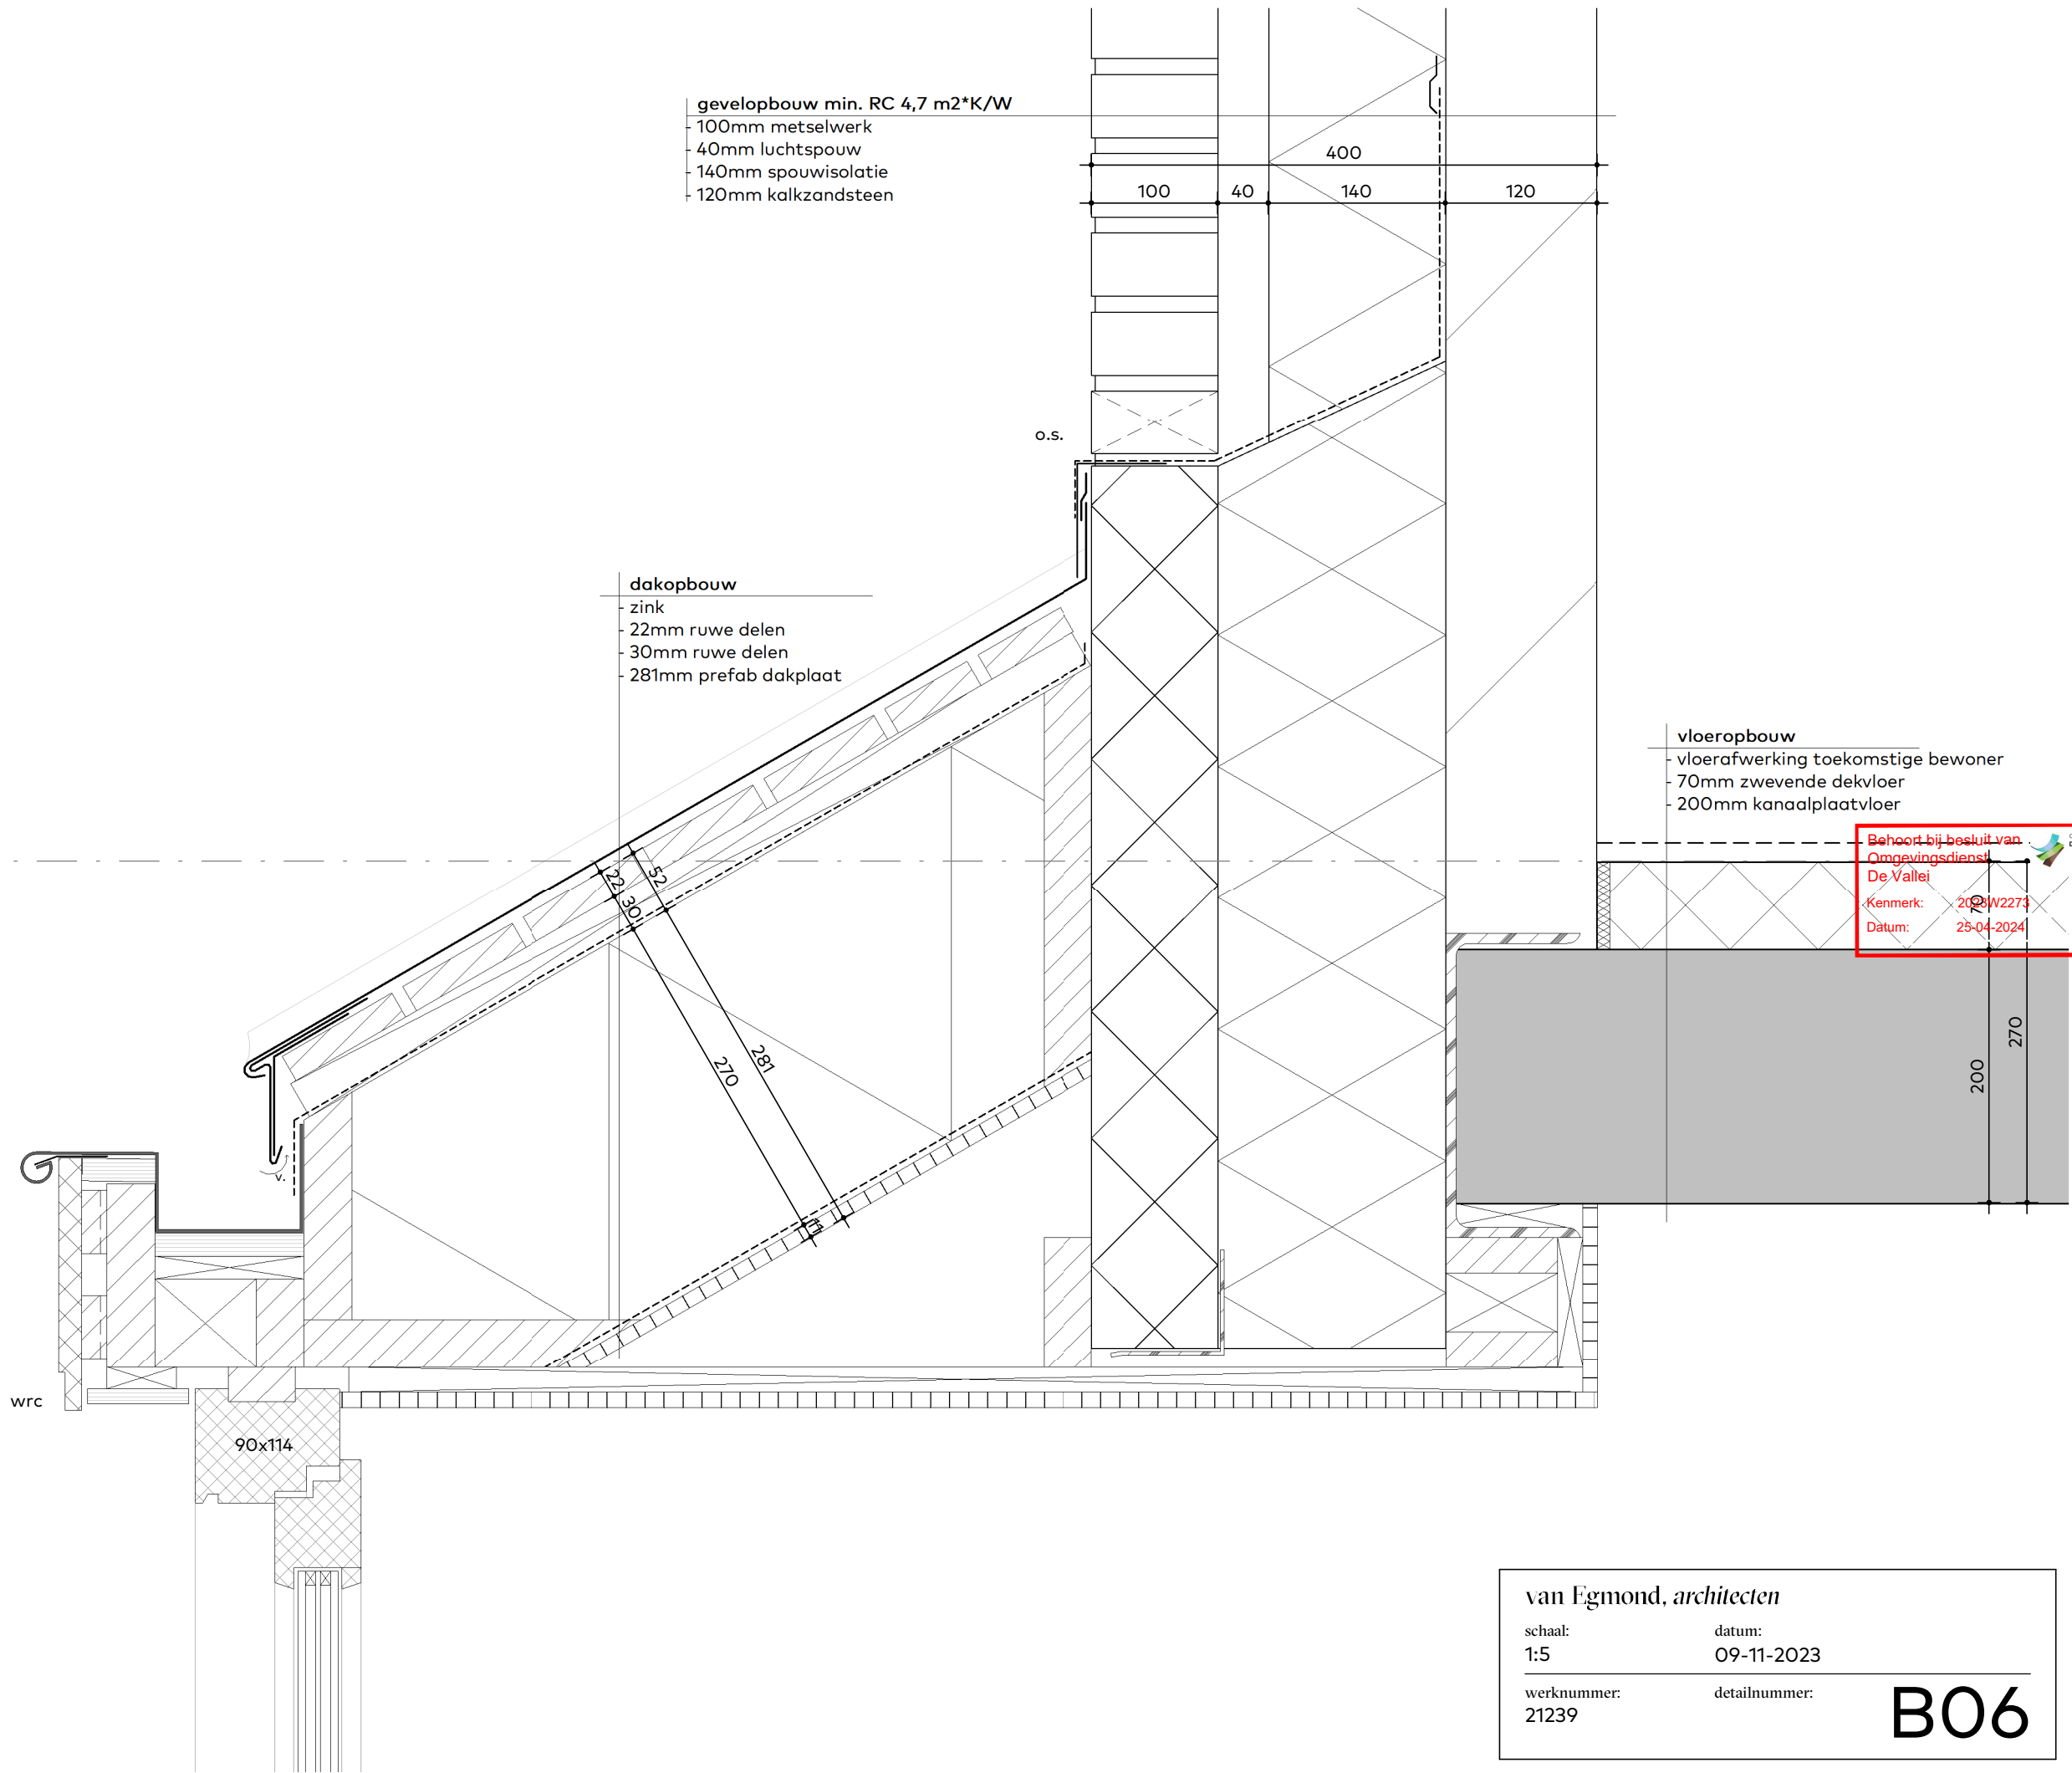 gevelopbouw min. RC 4,7 m2*K/W
- 100mm metselwerk
- 40mm luchtspouw
- 140mm spouwisolatie
- 120mm kalkzandsteen
400
100 40 140 120
o.s.
dakopbouw
- zink
- 22mm ruwe delen
- 30mm ruwe delen
- 281mm prefab dakplaat
vloeropbouw
- vloerafwerking toekomstige bewoner
- 70mm zwevende dekvloer
- 200mm kanaalplaatvloer
Behoort bij besluit van
Omgevingsdienst
De Vallei
Kenmerk: 2023W2273
Datum: 25-04-2024
70
22 52
30
270 281
11
200 270
v.
wrc
90x114
van Egmond, architecten
schaal: datum:
1:5 09-11-2023
werknummer: detailnummer:
21239 B06